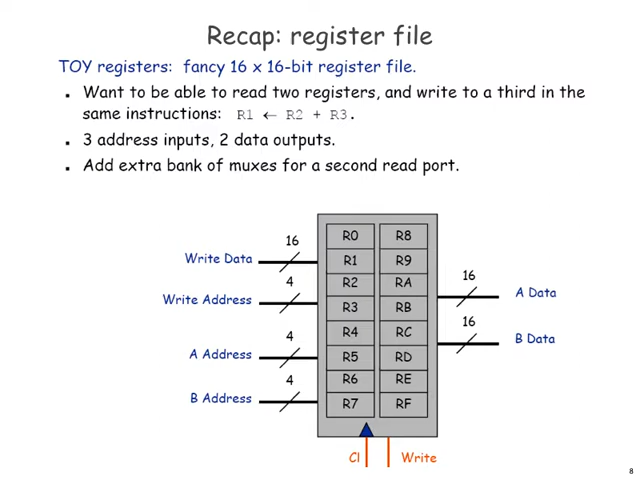 Recap: register file
TOY registers: fancy 16 x 16-bit register file.
Want to be able to read two registers, and write to a third in the
same instructions: R1 ← R2 + R3.
3 address inputs, 2 data outputs.
Add extra bank of muxes for a second read port.
Write Data
16
Write Address
4
A Address
4
B Address
4
R0 R8
R1 R9
R2 RA
R3 RB
R4 RC
R5 RD
R6 RE
R7 RF
16
A Data
16
B Data
Cl
Write
8